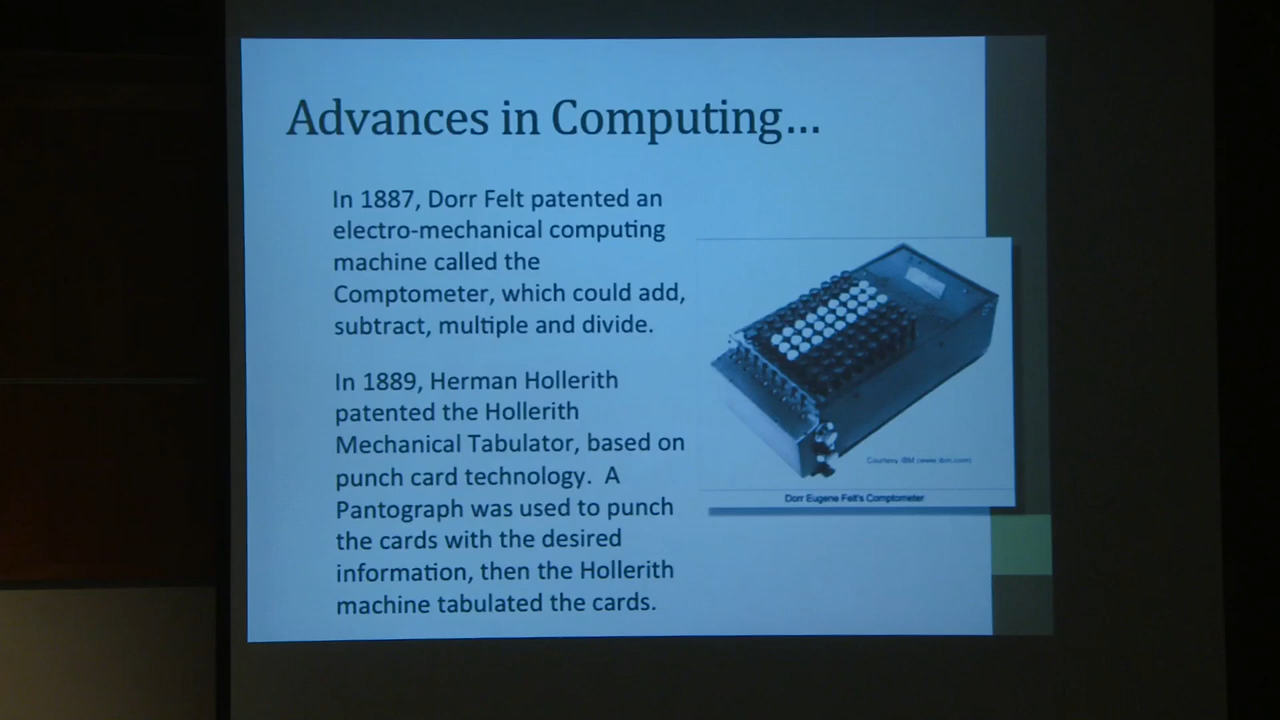 Advances in Computing...
In 1887, Dorr Felt patented an
electro-mechanical computing
machine called the
Comptometer, which could add,
subtract, multiple and divide.
In 1889, Herman Hollerith
patented the Hollerith
Mechanical Tabulator, based on
punch card technology. A
Pantograph was used to punch
the cards with the desired
information, then the Hollerith
machine tabulated the cards.
Courtesy IBM (www.ibm.com)
Dorr Eugene Felt's Comptometer